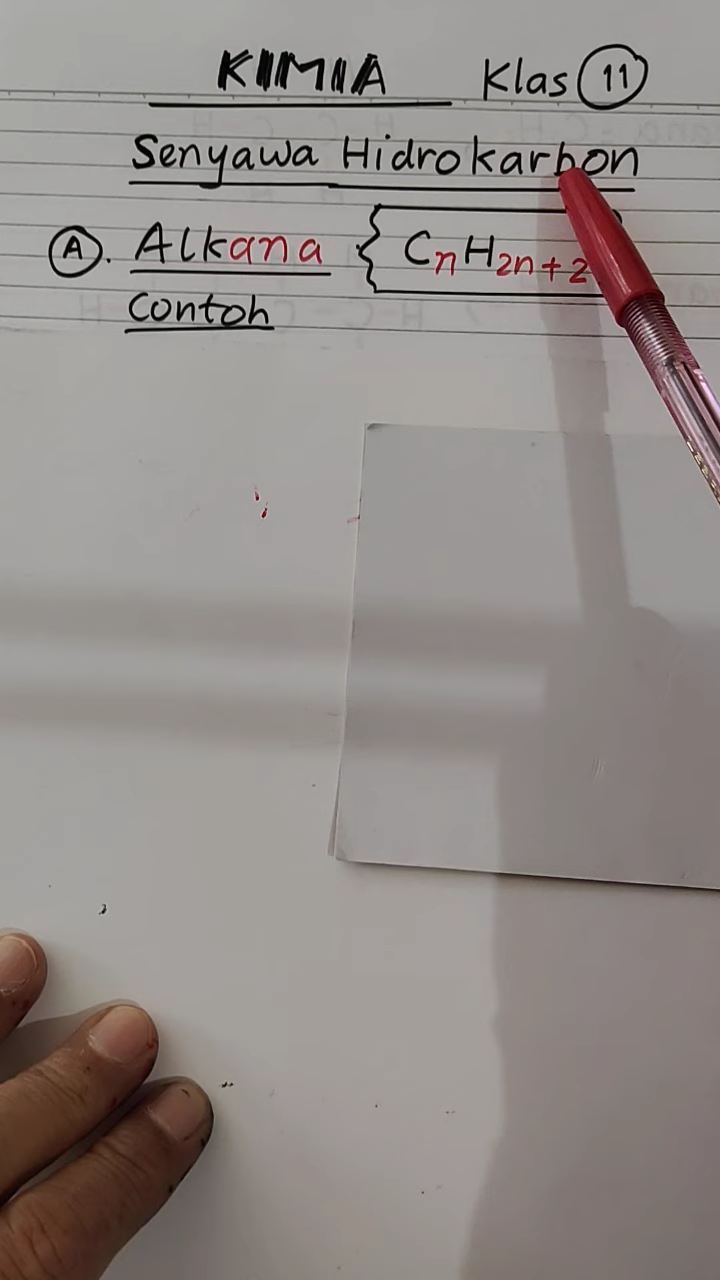 KIMIA Klas 11
Senyawa Hidrokarbon
A. Alkana { CnH2n+2
Contoh